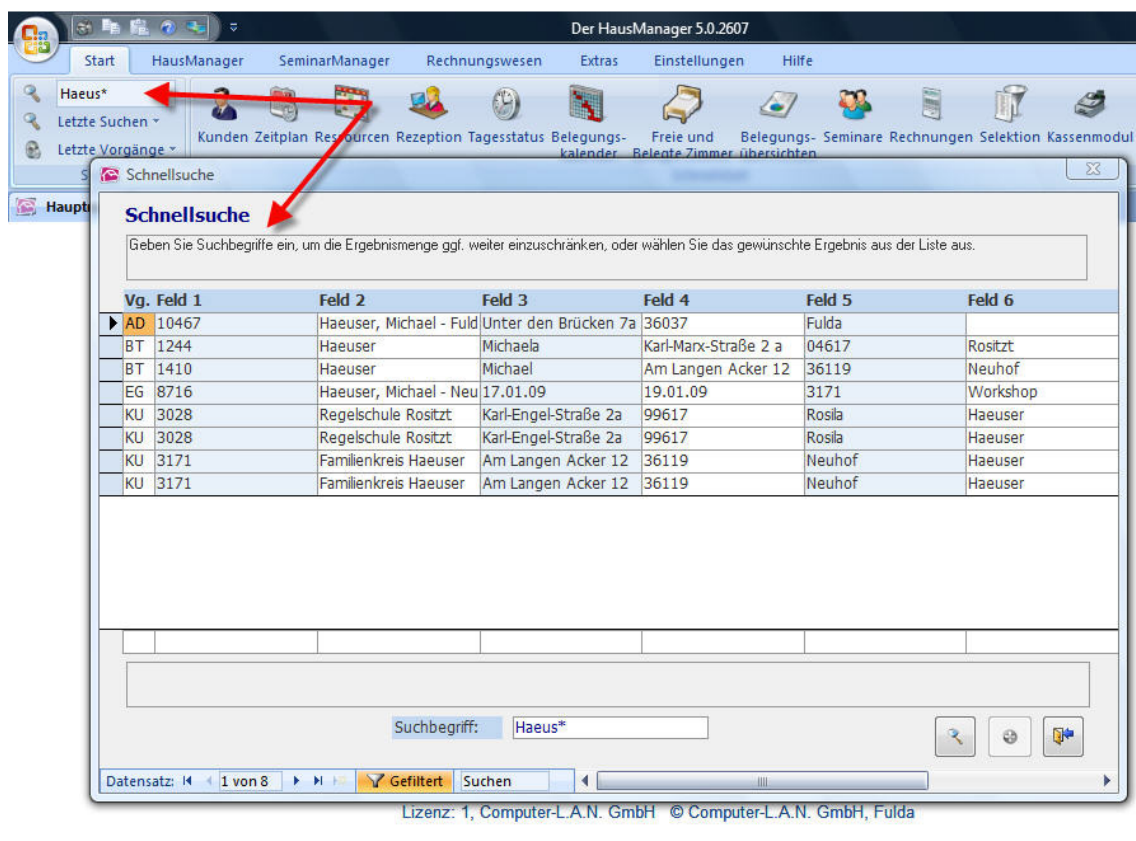 Der HausManager 5.0.2607
Start HausManager SeminarManager Rechnungswesen Extras Einstellungen Hilfe
Haeus*
Letzte Suchen
Letzte Vorgänge
Kunden Zeitplan Ressourcen Rezeption Tagesstatus Belegungs- Freie und Belegungs- Seminare Rechnungen Selektion Kassenmodul
kalender Belegte Zimmer übersichten
Schnellsuche
Schnellsuche
Geben Sie Suchbegriffe ein, um die Ergebnismenge ggf. weiter einzuschränken, oder wählen Sie das gewünschte Ergebnis aus der Liste aus.
Vg. Feld 1 Feld 2 Feld 3 Feld 4 Feld 5 Feld 6
AD 10467 Haeuser, Michael - Fuld Unter den Brücken 7a 36037 Fulda
BT 1244 Haeuser Michaela Karl-Marx-Straße 2 a 04617 Rositzt
BT 1410 Haeuser Michael Am Langen Acker 12 36119 Neuhof
EG 8716 Haeuser, Michael - Neu 17.01.09 19.01.09 3171 Workshop
KU 3028 Regelschule Rositzt Karl-Engel-Straße 2a 99617 Rosila Haeuser
KU 3028 Regelschule Rositzt Karl-Engel-Straße 2a 99617 Rosila Haeuser
KU 3171 Familienkreis Haeuser Am Langen Acker 12 36119 Neuhof Haeuser
KU 3171 Familienkreis Haeuser Am Langen Acker 12 36119 Neuhof Haeuser
Suchbegriff: Haeus*
Datensatz: 1 von 8 Gefiltert Suchen
Lizenz: 1, Computer-L.A.N. GmbH © Computer-L.A.N. GmbH, Fulda